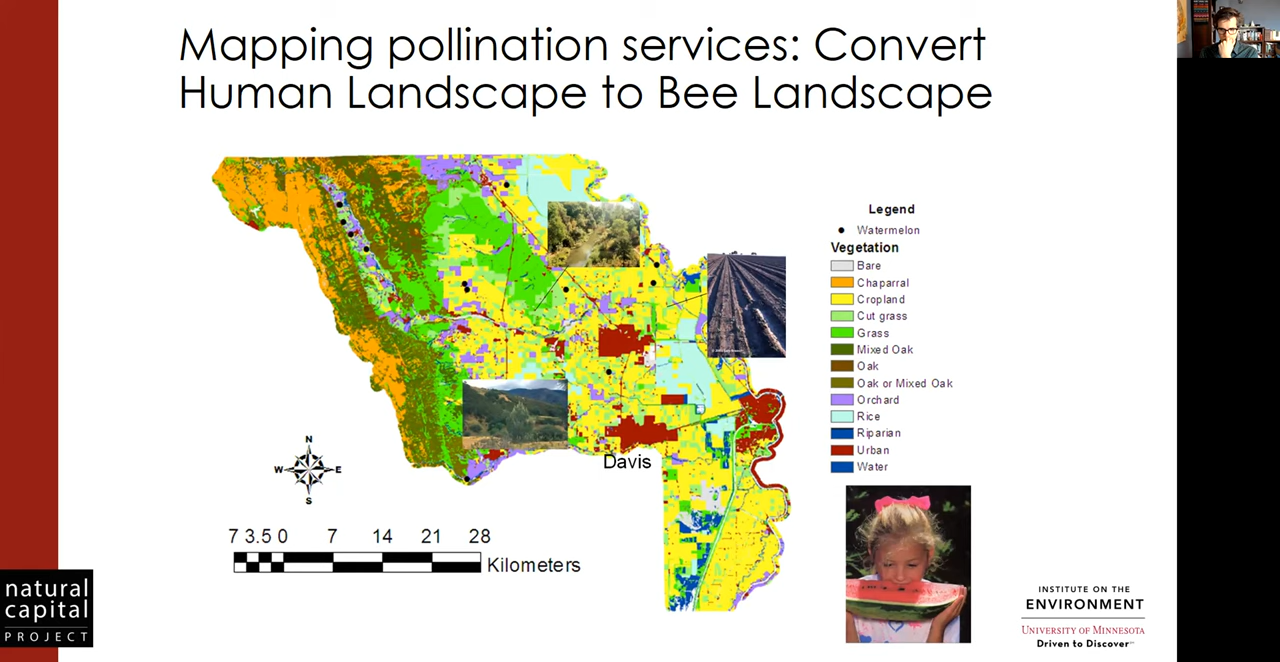 Mapping pollination services: Convert
Human Landscape to Bee Landscape
Legend
Watermelon
Vegetation
Bare
Chaparral
Cropland
Cut grass
Grass
Mixed Oak
Oak
Oak or Mixed Oak
Orchard
Rice
Riparian
Urban
Water
Davis
N
W E
S
7 3.5 0 7 14 21 28
Kilometers
natural
capital
PROJECT
INSTITUTE ON THE
ENVIRONMENT
UNIVERSITY OF MINNESOTA
Driven to Discover